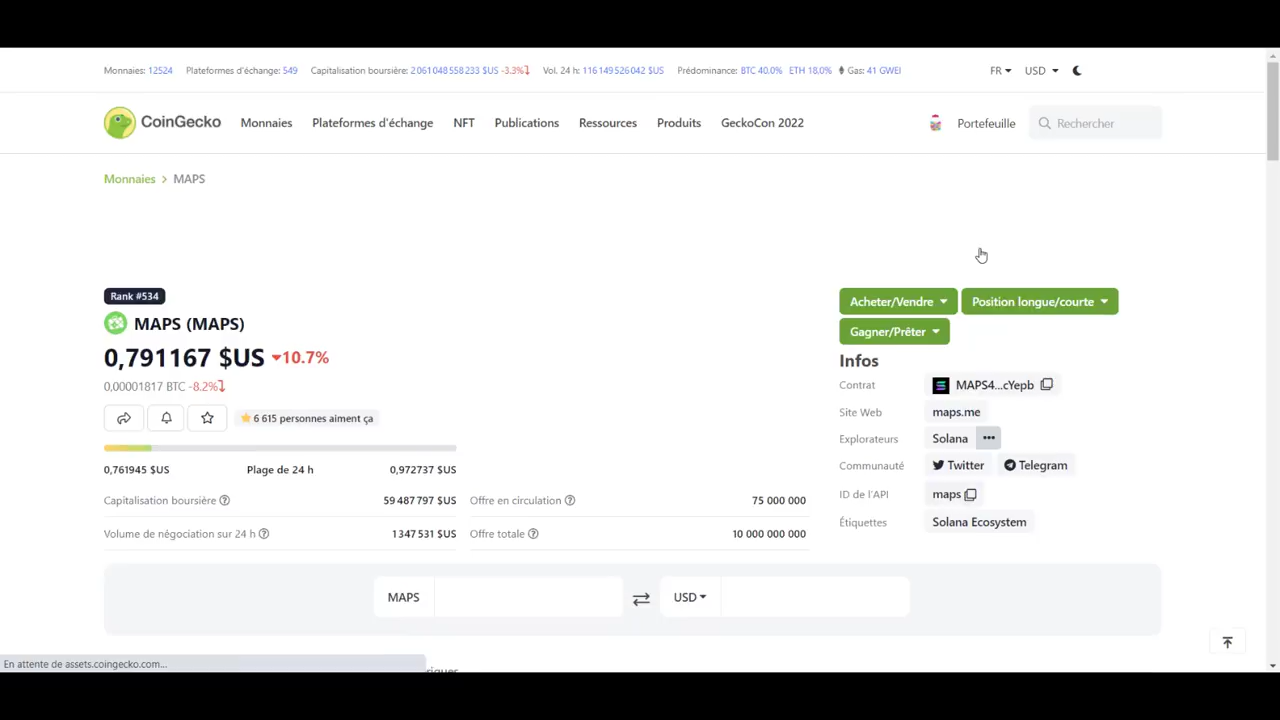 Monnaies: 12524 Plateformes d'échange: 549 Capitalisation boursière: 2 061 048 558 233 $US -3.3% Vol. 24 h: 116 149 526 042 $US Prédominance: BTC 40.0% ETH 18.0% Gas: 41 GWEI FR USD
CoinGecko Monnaies Plateformes d'échange NFT Publications Ressources Produits GeckoCon 2022 Portefeuille Rechercher
Monnaies > MAPS
Rank #534
MAPS (MAPS)
0,791167 $US 10.7%
0,00001817 BTC -8.2%
6 615 personnes aiment ça
0,761945 $US Plage de 24 h 0,972737 $US
Capitalisation boursière 59 487 797 $US Offre en circulation 75 000 000
Volume de négociation sur 24 h 1 347 531 $US Offre totale 10 000 000 000
Acheter/Vendre Position longue/courte
Gagner/Prêter
Infos
Contrat MAPS4...cYepb
Site Web maps.me
Explorateurs Solana •••
Communauté Twitter Telegram
ID de l'API maps
Étiquettes Solana Ecosystem
MAPS USD
En attente de assets.coingecko.com...